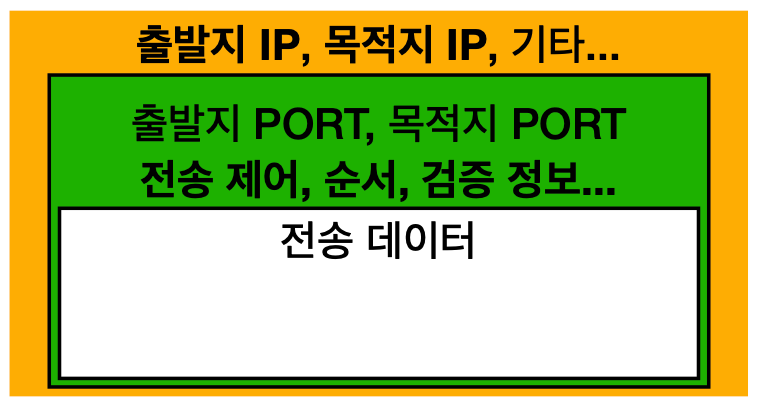 출발지 IP, 목적지 IP, 기타...
출발지 PORT, 목적지 PORT
전송 제어, 순서, 검증 정보...
전송 데이터